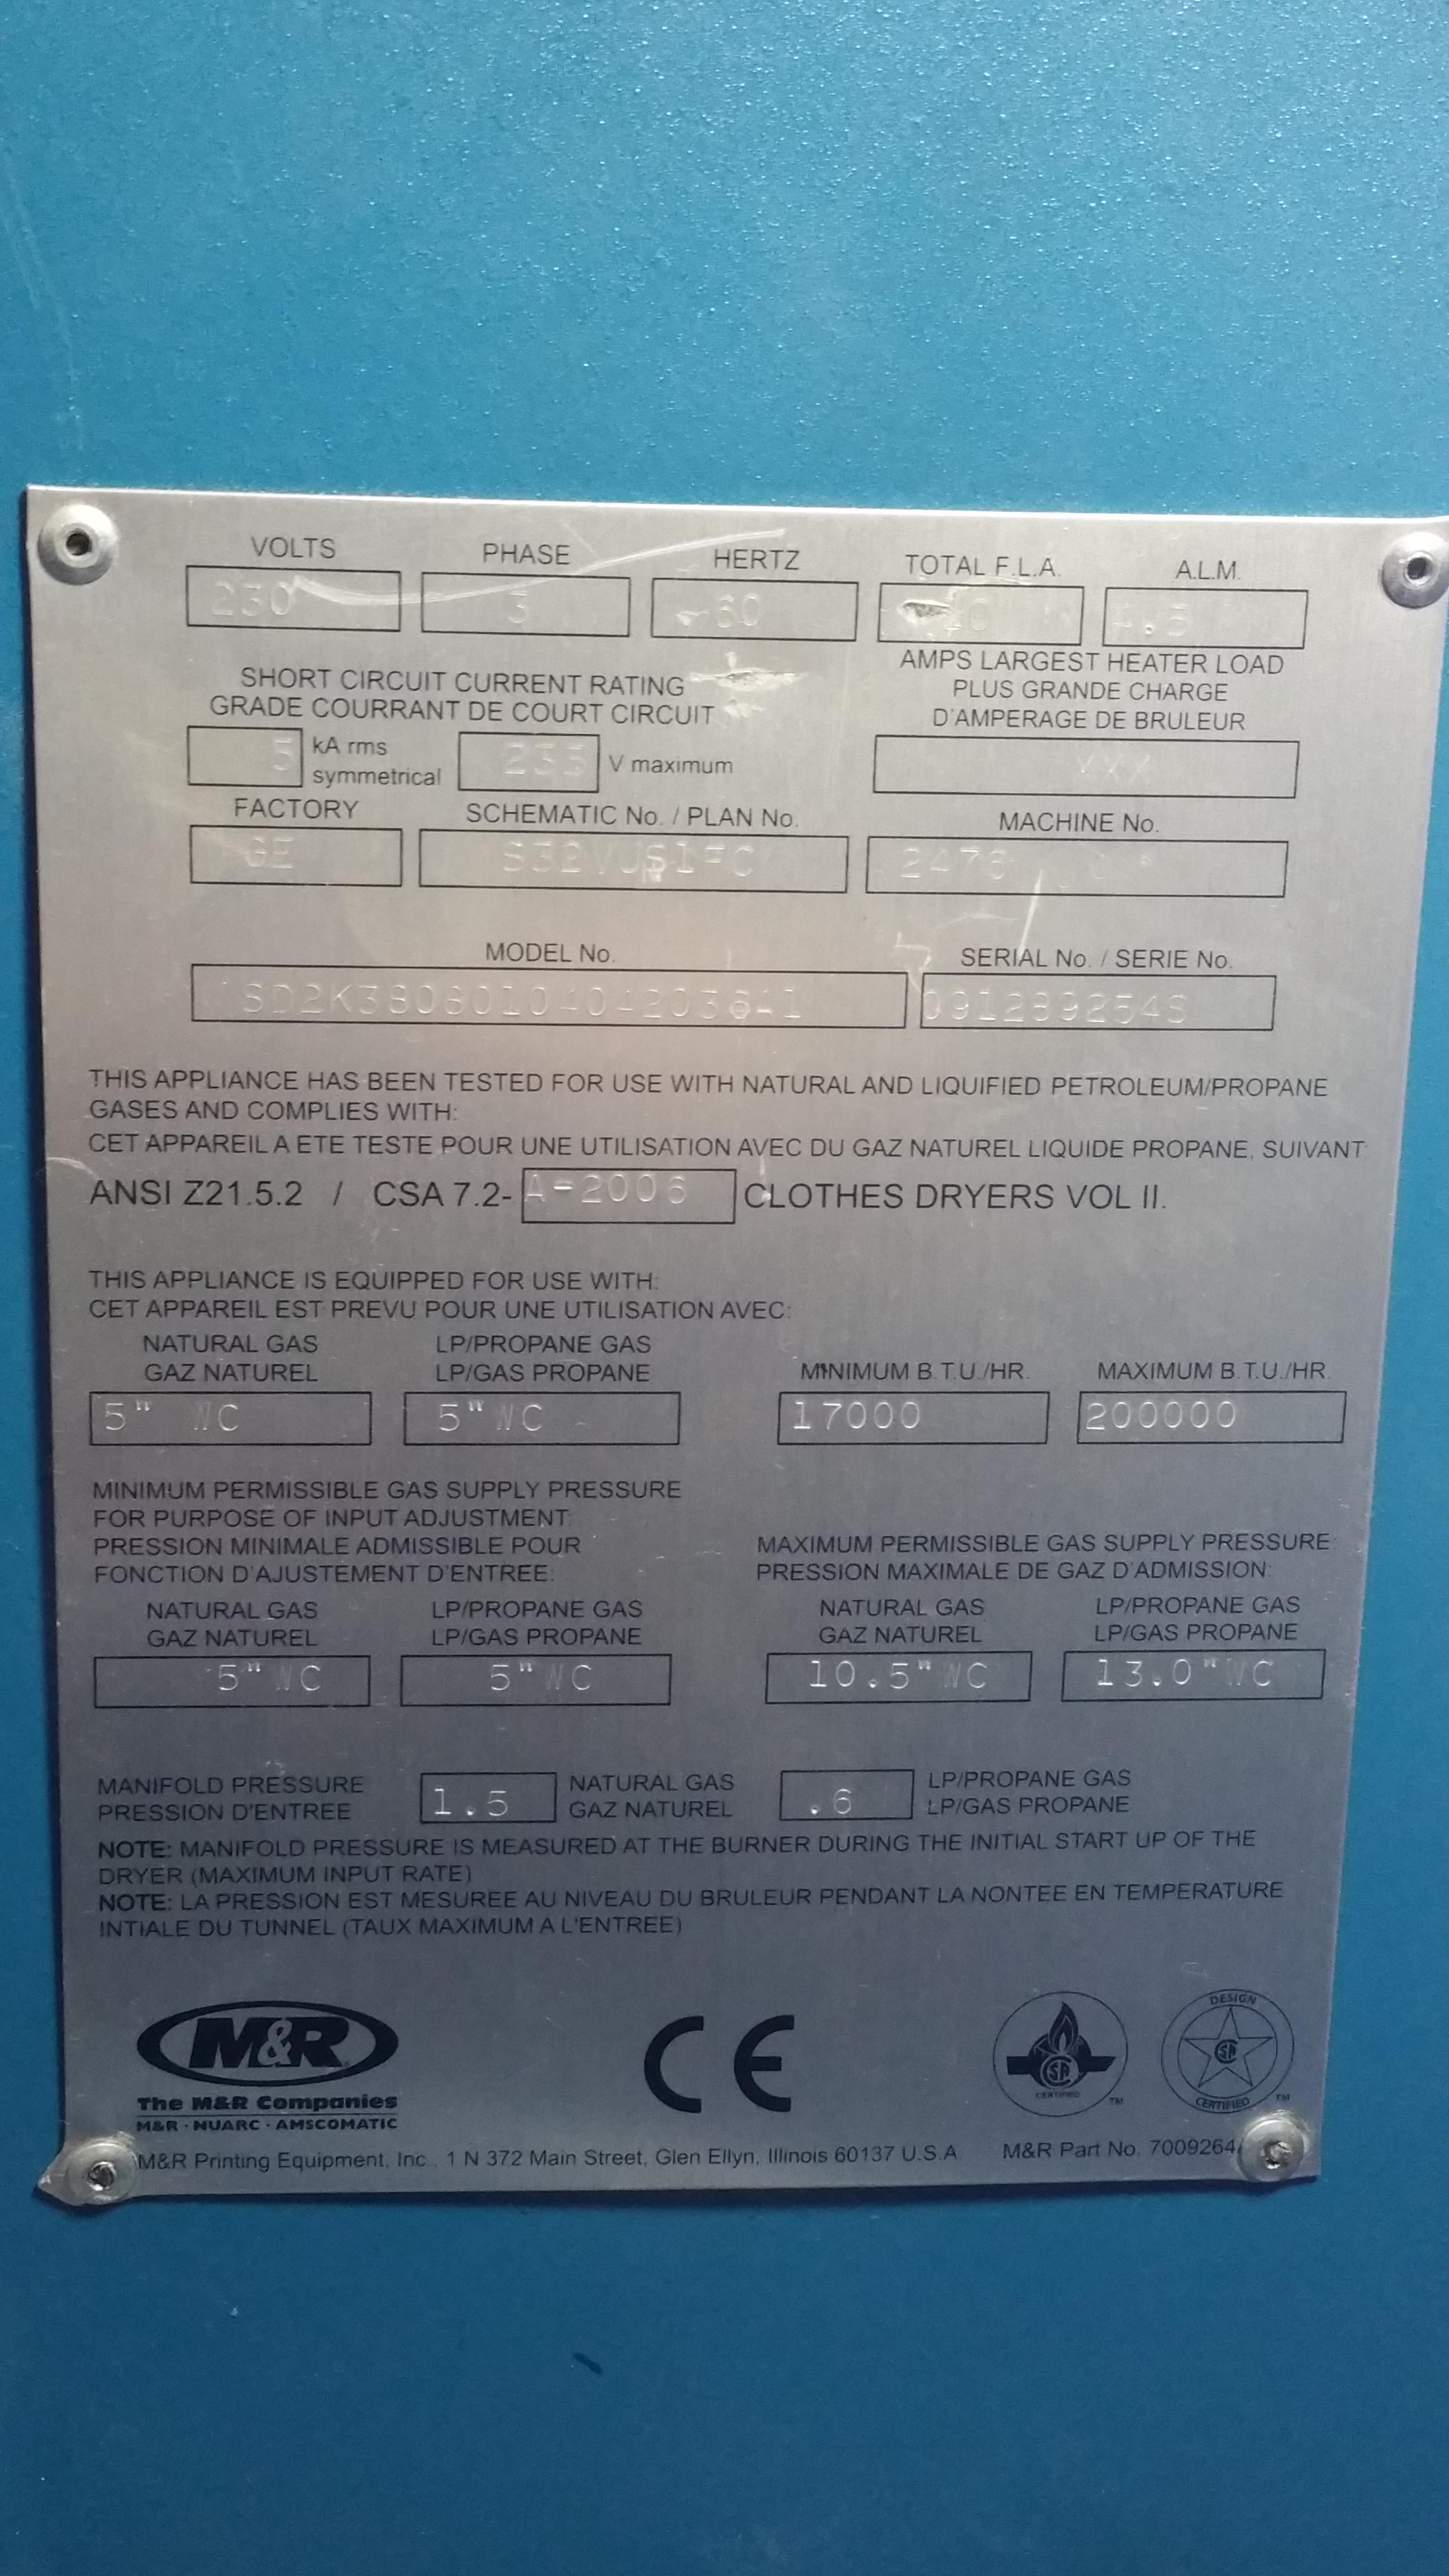 VOLTS PHASE HERTZ TOTAL F.L.A. A.L.M.
230 3 60
SHORT CIRCUIT CURRENT RATING
GRADE COURRANT DE COURT CIRCUIT
AMPS LARGEST HEATER LOAD
PLUS GRANDE CHARGE
D'AMPERAGE DE BRULEUR
5 kA rms symmetrical V maximum
XXX
FACTORY SCHEMATIC No. / PLAN No. MACHINE No.
GE
MODEL No. SERIAL No. / SERIE No.
091289254S
THIS APPLIANCE HAS BEEN TESTED FOR USE WITH NATURAL AND LIQUIFIED PETROLEUM/PROPANE
GASES AND COMPLIES WITH:
CET APPAREIL A ETE TESTE POUR UNE UTILISATION AVEC DU GAZ NATUREL LIQUIDE PROPANE, SUIVANT
ANSI Z21.5.2 / CSA 7.2- A-2006 CLOTHES DRYERS VOL II.
THIS APPLIANCE IS EQUIPPED FOR USE WITH:
CET APPAREIL EST PREVU POUR UNE UTILISATION AVEC:
NATURAL GAS LP/PROPANE GAS
GAZ NATUREL LP/GAS PROPANE MINIMUM B.T.U./HR. MAXIMUM B.T.U./HR.
5" WC 5" WC 17000 200000
MINIMUM PERMISSIBLE GAS SUPPLY PRESSURE
FOR PURPOSE OF INPUT ADJUSTMENT:
PRESSION MINIMALE ADMISSIBLE POUR
FONCTION D'AJUSTEMENT D'ENTREE:
MAXIMUM PERMISSIBLE GAS SUPPLY PRESSURE
PRESSION MAXIMALE DE GAZ D'ADMISSION:
NATURAL GAS LP/PROPANE GAS NATURAL GAS LP/PROPANE GAS
GAZ NATUREL LP/GAS PROPANE GAZ NATUREL LP/GAS PROPANE
5" WC 5" WC 10.5" WC 13.0" WC
MANIFOLD PRESSURE 1.5 NATURAL GAS .6 LP/PROPANE GAS
PRESSION D'ENTREE GAZ NATUREL LP/GAS PROPANE
NOTE: MANIFOLD PRESSURE IS MEASURED AT THE BURNER DURING THE INITIAL START UP OF THE
DRYER (MAXIMUM INPUT RATE)
NOTE: LA PRESSION EST MESUREE AU NIVEAU DU BRULEUR PENDANT LA NONTEE EN TEMPERATURE
INTIALE DU TUNNEL (TAUX MAXIMUM A L'ENTREE)
M&R
The M&R Companies
M&R · NUARC · AMSCOMATIC
CE
SA CERTIFIED ™
DESIGN SA CERTIFIED ™
M&R Printing Equipment, Inc., 1 N 372 Main Street, Glen Ellyn, Illinois 60137 U.S.A M&R Part No.